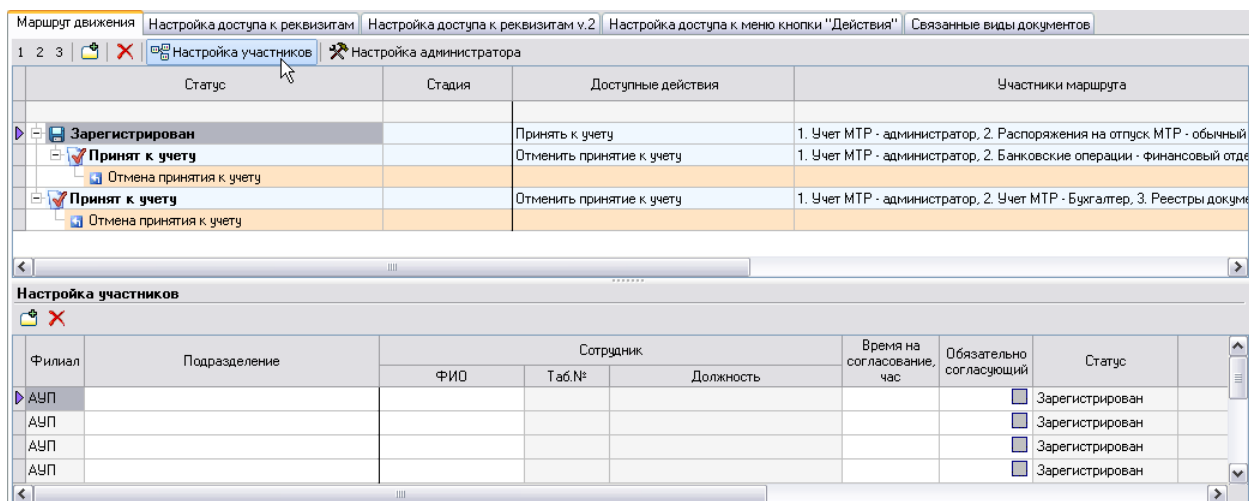 Маршрут движения Настройка доступа к реквизитам Настройка доступа к реквизитам v.2 Настройка доступа к меню кнопки "Действия" Связанные виды документов
1 2 3 Настройка участников Настройка администратора
Статус Стадия Доступные действия Участники маршрута
Зарегистрирован Принять к учету 1. Учет МТР - администратор, 2. Распоряжения на отпуск МТР - обычный
Принят к учету Отменить принятие к учету 1. Учет МТР - администратор, 2. Банковские операции - финансовый отде
Отмена принятия к учету
Принят к учету Отменить принятие к учету 1. Учет МТР - администратор, 2. Учет МТР - Бухгалтер, 3. Реестры докуме
Отмена принятия к учету
Настройка участников
Филиал Подразделение Сотрудник Время на согласование, час Обязательно согласующий Статус
ФИО Таб.№ Должность
АУП Зарегистрирован
АУП Зарегистрирован
АУП Зарегистрирован
АУП Зарегистрирован